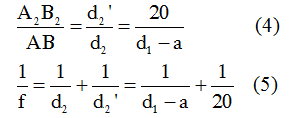 A₂B₂/AB = d₂'/d₂ = 20/(d₁ – a) (4)
1/f = 1/d₂ + 1/d₂' = 1/(d₁ – a) + 1/20 (5)